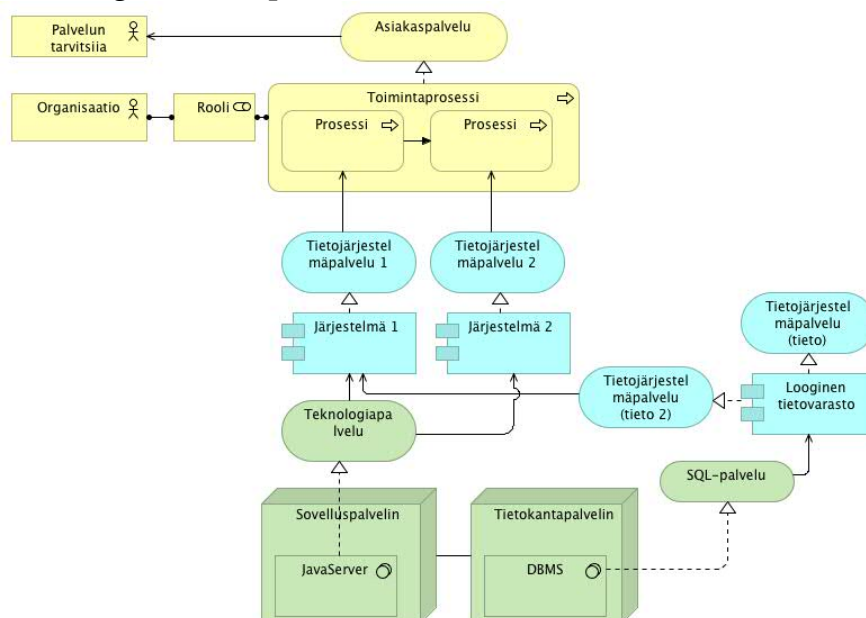 Asiakaspalvelu
Palvelun
tarvitsiia
Organisaatio
Rooli
Toimintaprosessi
Prosessi
Prosessi
Tietojärjestel
mäpalvelu 1
Tietojärjestel
mäpalvelu 2
Järjestelmä 1
Järjestelmä 2
Tietojärjestel
mäpalvelu
(tieto)
Tietojärjestel
mäpalvelu
(tieto 2)
Looginen
tietovarasto
Teknologiapa
lvelu
SQL-palvelu
Sovelluspalvelin
Tietokantapalvelin
JavaServer
DBMS